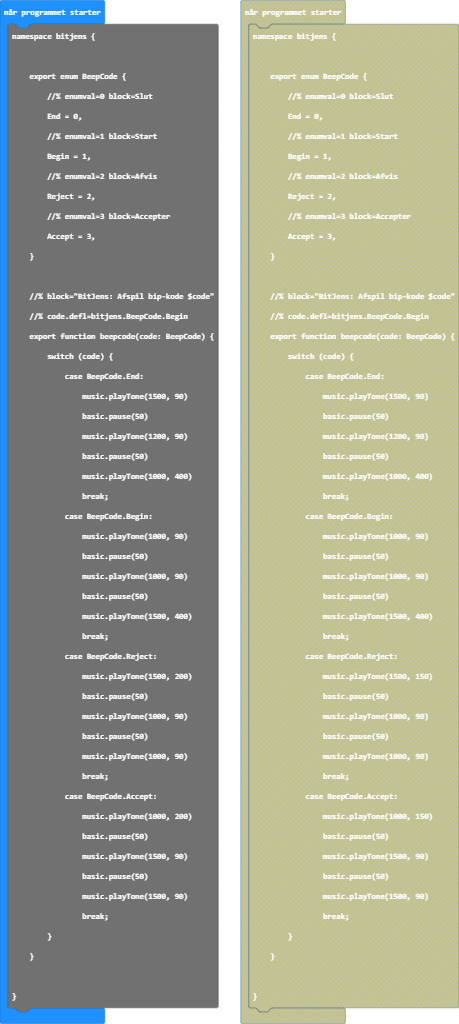 når programmet starter
namespace bitjens {
export enum BeepCode {
//% enumval=0 block=Slut
End = 0,
//% enumval=1 block=Start
Begin = 1,
//% enumval=2 block=Afvis
Reject = 2,
//% enumval=3 block=Accepter
Accept = 3,
}
//% block="BitJens: Afspil bip-kode $code"
//% code.defl=bitjens.BeepCode.Begin
export function beepcode(code: BeepCode) {
switch (code) {
case BeepCode.End:
music.playTone(1500, 90)
basic.pause(50)
music.playTone(1200, 90)
basic.pause(50)
music.playTone(1000, 400)
break;
case BeepCode.Begin:
music.playTone(1000, 90)
basic.pause(50)
music.playTone(1000, 90)
basic.pause(50)
music.playTone(1500, 400)
break;
case BeepCode.Reject:
music.playTone(1500, 200)
basic.pause(50)
music.playTone(1000, 90)
basic.pause(50)
music.playTone(1000, 90)
break;
case BeepCode.Accept:
music.playTone(1000, 200)
basic.pause(50)
music.playTone(1500, 90)
basic.pause(50)
music.playTone(1500, 90)
break;
}
}
}
når programmet starter
namespace bitjens {
export enum BeepCode {
//% enumval=0 block=Slut
End = 0,
//% enumval=1 block=Start
Begin = 1,
//% enumval=2 block=Afvis
Reject = 2,
//% enumval=3 block=Accepter
Accept = 3,
}
//% block="BitJens: Afspil bip-kode $code"
//% code.defl=bitjens.BeepCode.Begin
export function beepcode(code: BeepCode) {
switch (code) {
case BeepCode.End:
music.playTone(1500, 90)
basic.pause(50)
music.playTone(1200, 90)
basic.pause(50)
music.playTone(1000, 400)
break;
case BeepCode.Begin:
music.playTone(1000, 90)
basic.pause(50)
music.playTone(1000, 90)
basic.pause(50)
music.playTone(1500, 400)
break;
case BeepCode.Reject:
music.playTone(1500, 150)
basic.pause(50)
music.playTone(1000, 90)
basic.pause(50)
music.playTone(1000, 90)
break;
case BeepCode.Accept:
music.playTone(1000, 150)
basic.pause(50)
music.playTone(1500, 90)
basic.pause(50)
music.playTone(1500, 90)
break;
}
}
}